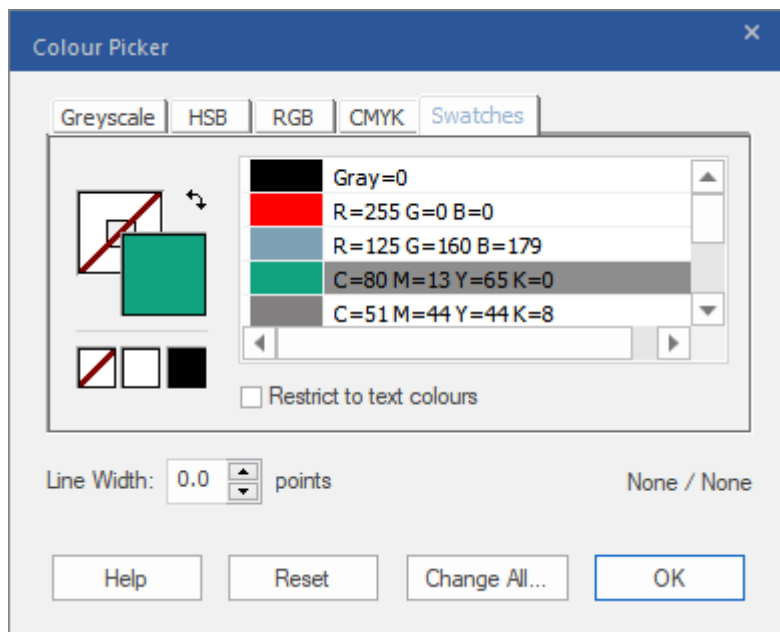 Colour Picker
Greyscale HSB RGB CMYK Swatches
Gray=0
R=255 G=0 B=0
R=125 G=160 B=179
C=80 M=13 Y=65 K=0
C=51 M=44 Y=44 K=8
Restrict to text colours
Line Width: 0.0 points None / None
Help Reset Change All... OK